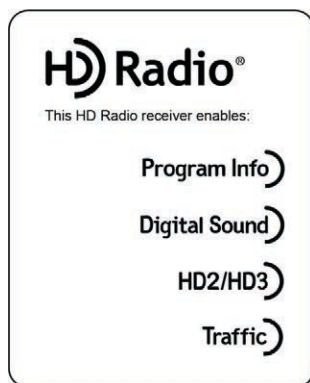 HD Radio®
This HD Radio receiver enables:
Program Info
Digital Sound
HD2/HD3
Traffic